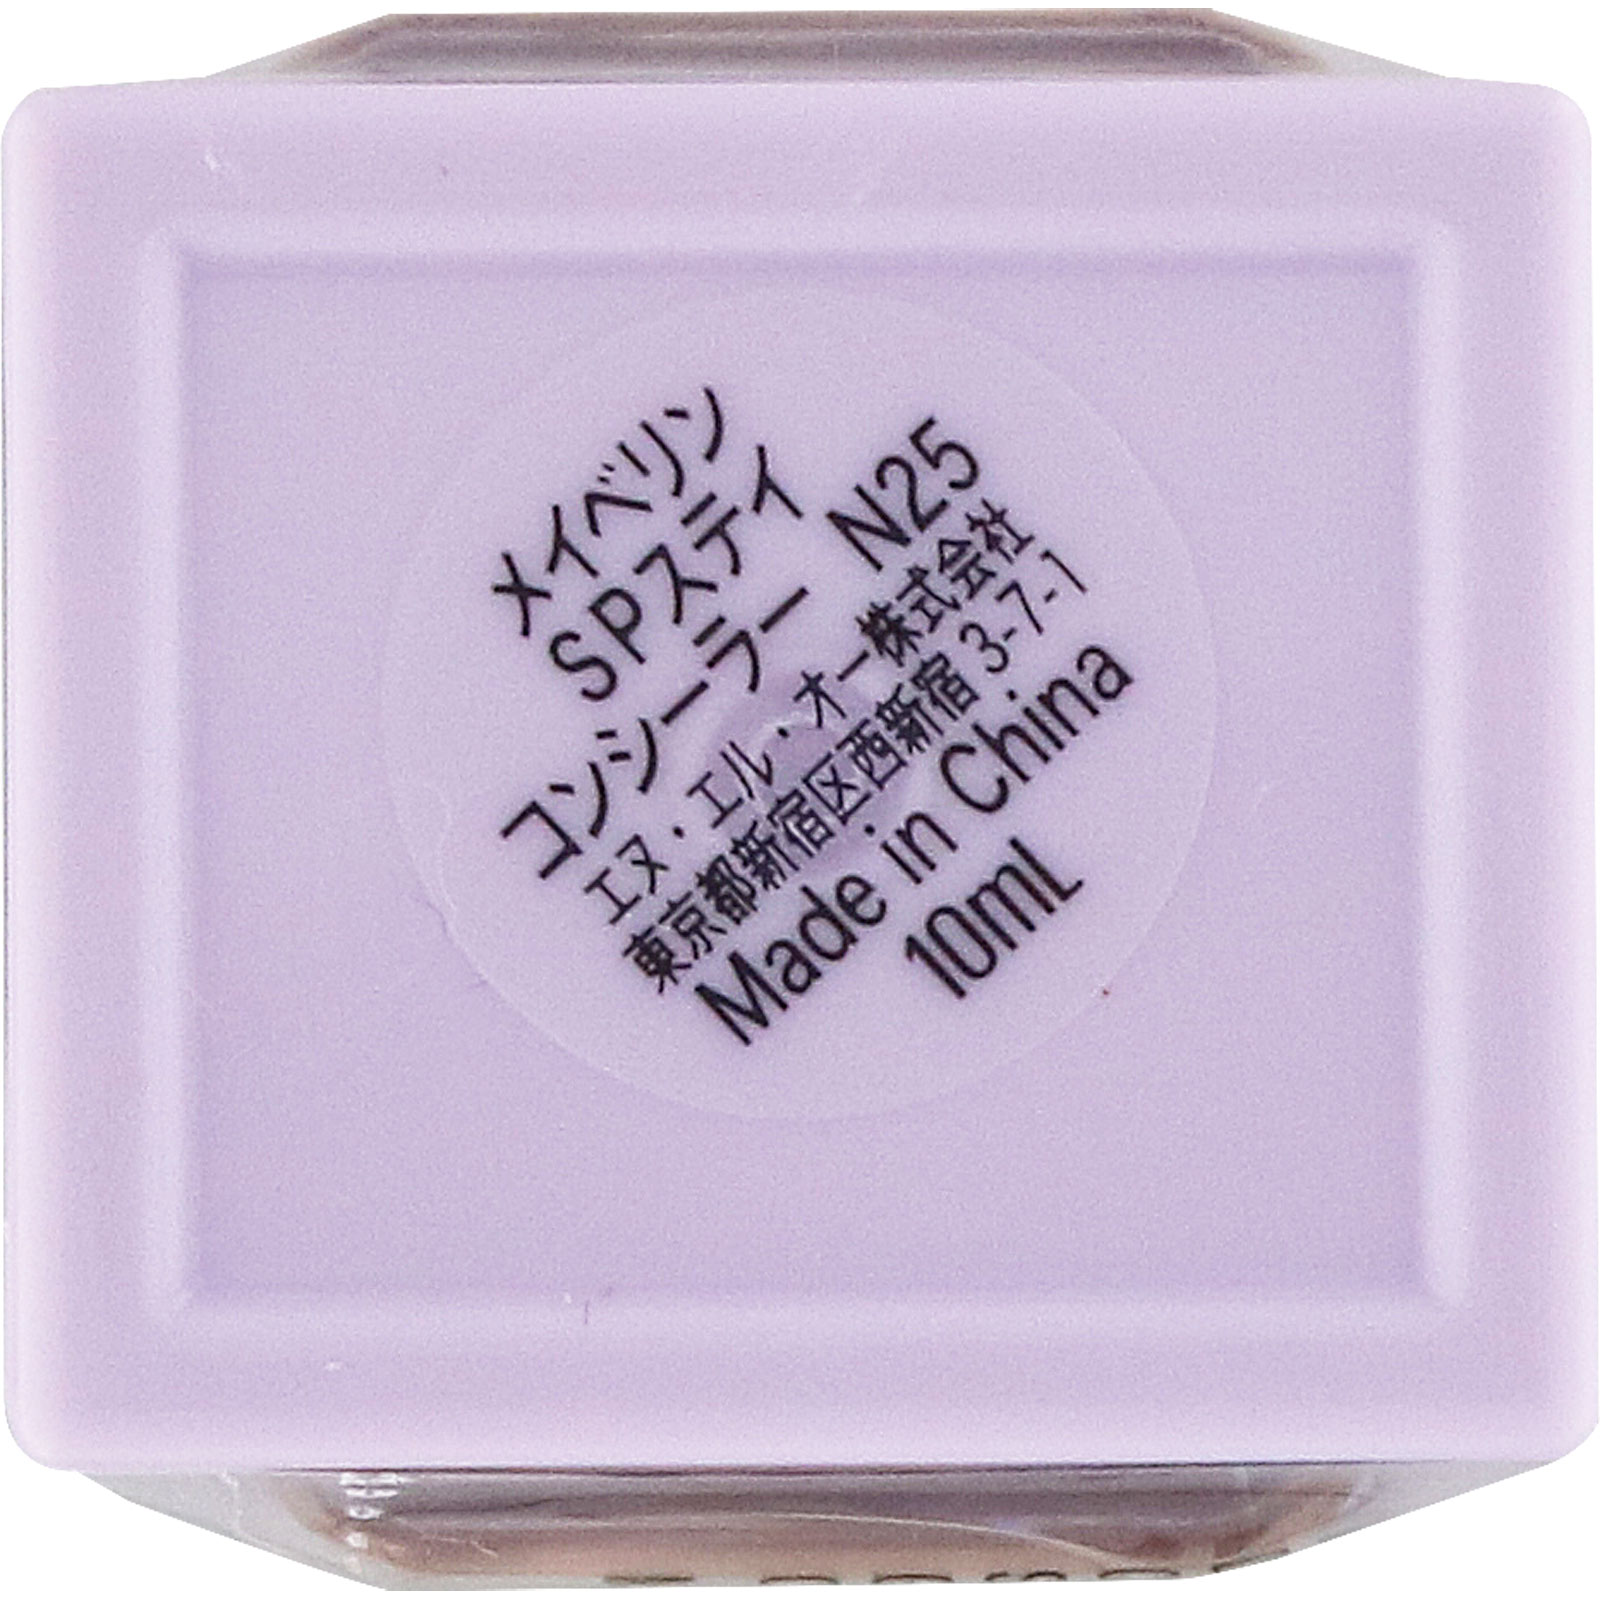 メイベリン
SPステイ
コンシーラー N25
エヌ・エル・オー株式会社
東京都新宿区西新宿 3-7-1
Made in China
10mL